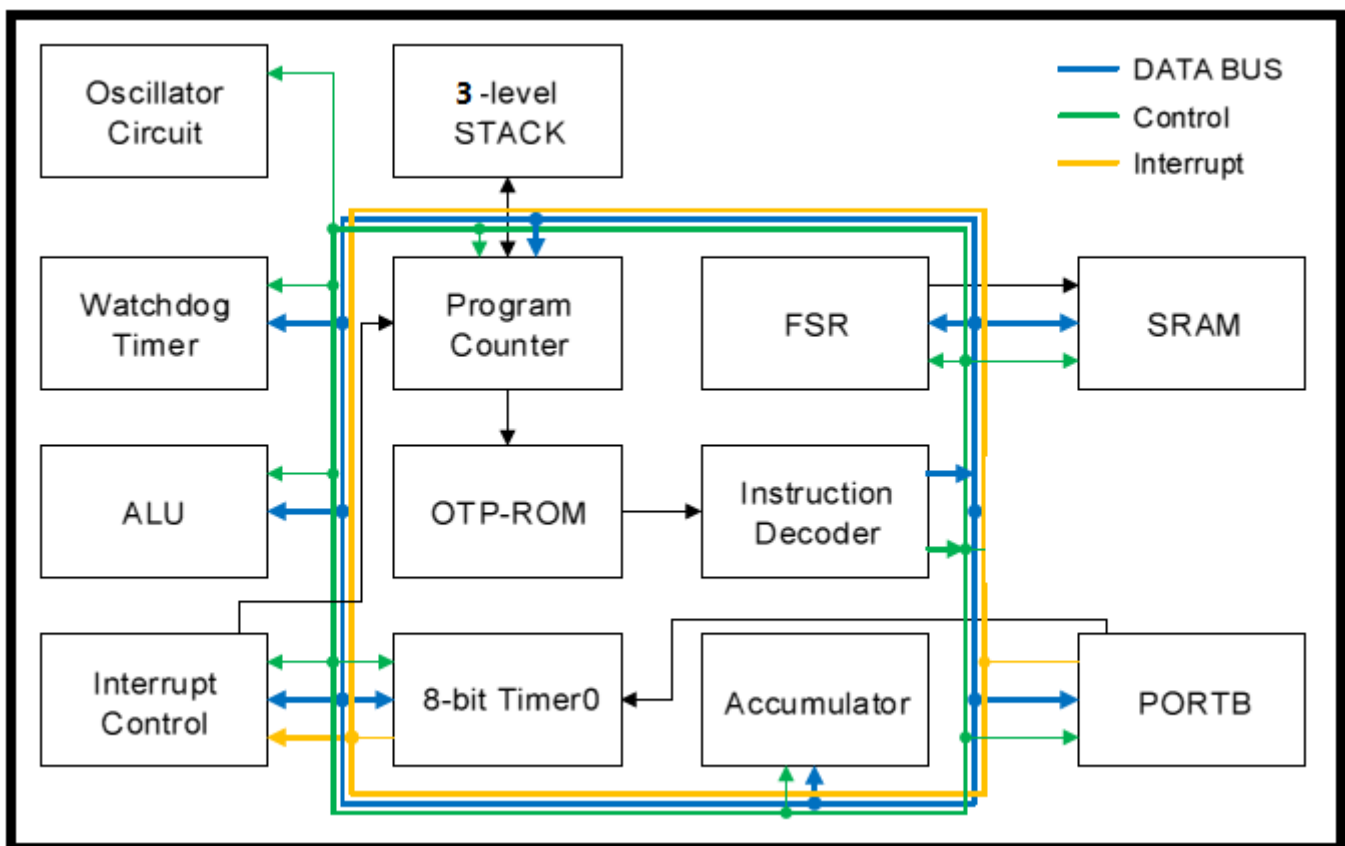 Oscillator
Circuit
3 -level
STACK
DATA BUS
Control
Interrupt
Watchdog
Timer
Program
Counter
FSR
SRAM
ALU
OTP-ROM
Instruction
Decoder
Interrupt
Control
8-bit Timer0
Accumulator
PORTB